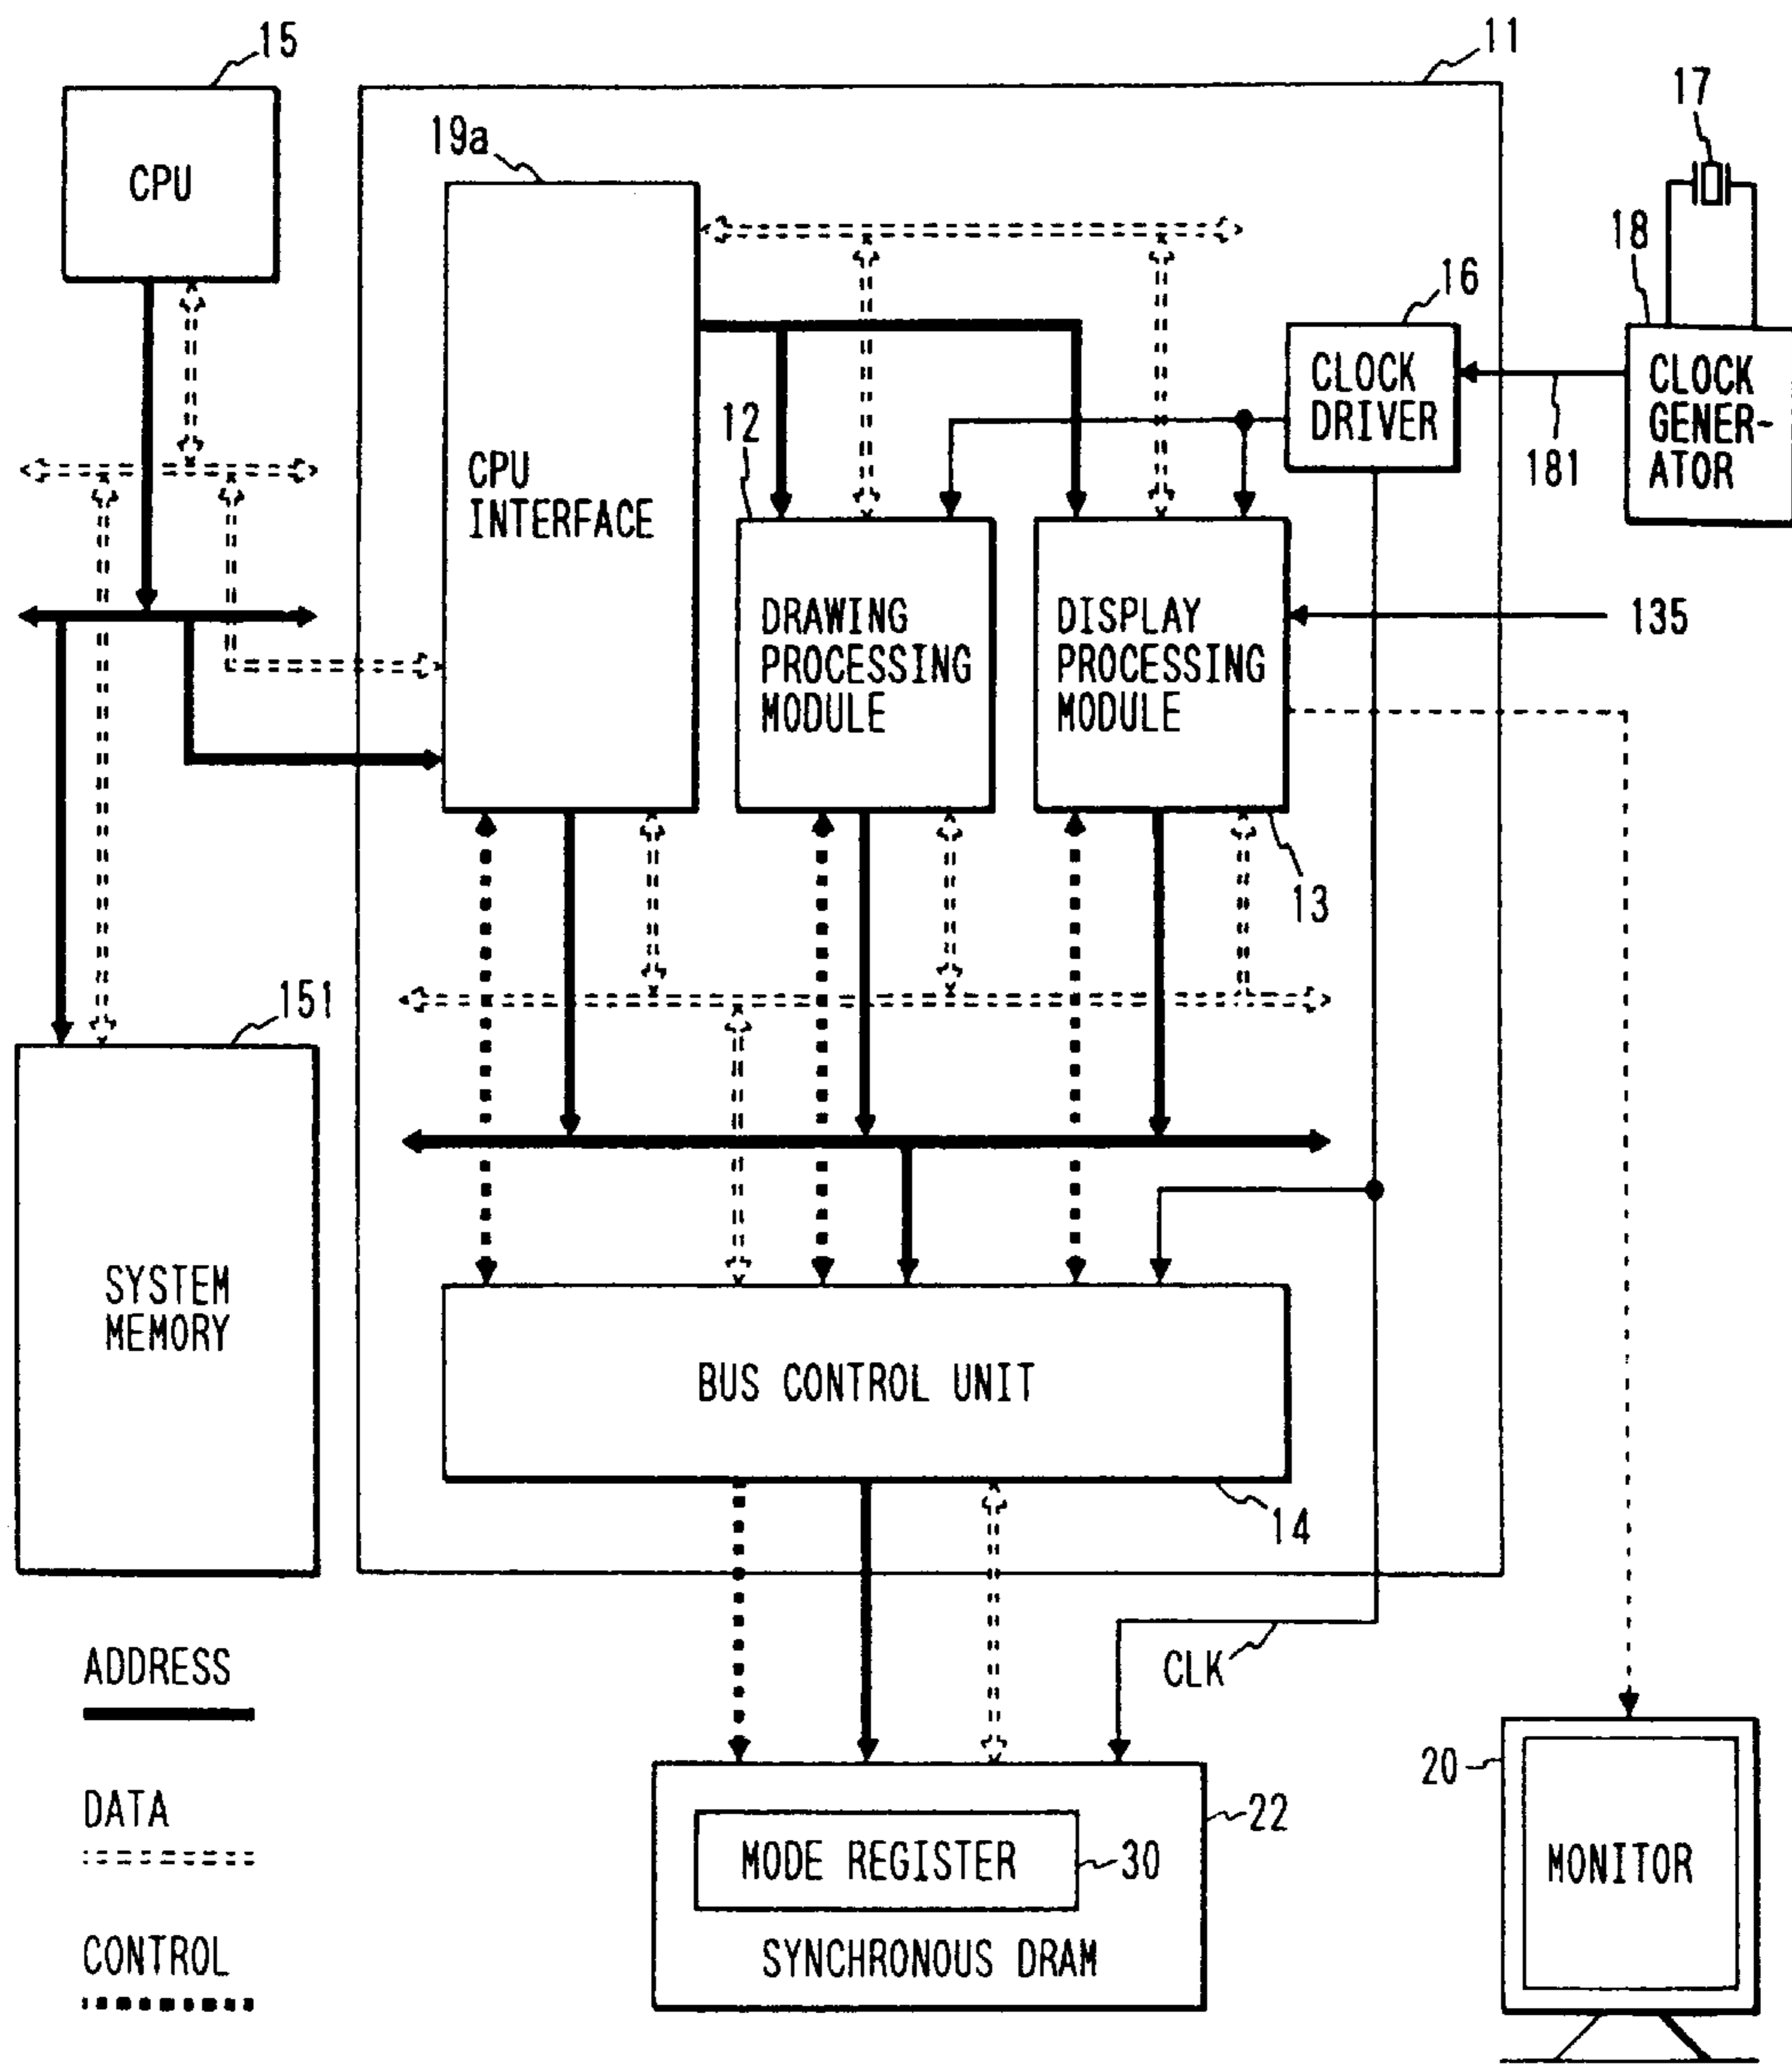 15
11
17
CPU
19a
18
16
CLOCK
DRIVER
CLOCK
GENER-
ATOR
181
12
CPU
INTERFACE
DRAWING
PROCESSING
MODULE
DISPLAY
PROCESSING
MODULE
135
13
151
SYSTEM
MEMORY
BUS CONTROL UNIT
14
ADDRESS
CLK
DATA
20
22
MODE REGISTER
30
MONITOR
CONTROL
SYNCHRONOUS DRAM